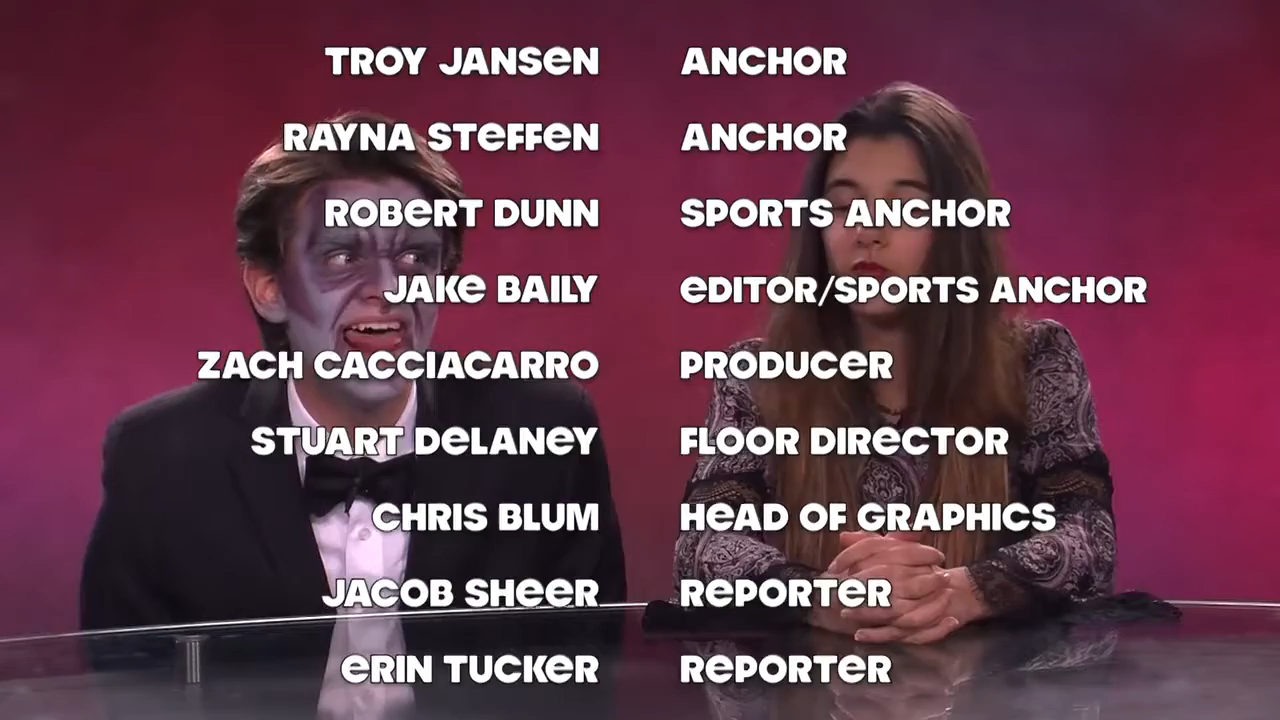 TROY JANSEN ANCHOR
RAYNA STEFFEN ANCHOR
ROBERT DUNN SPORTS ANCHOR
JAKE BAILY EDITOR/SPORTS ANCHOR
ZACH CACCIACARRO PRODUCER
STUART DELANEY FLOOR DIRECTOR
CHRIS BLUM HEAD OF GRAPHICS
JACOB SHEER REPORTER
ERIN TUCKER REPORTER